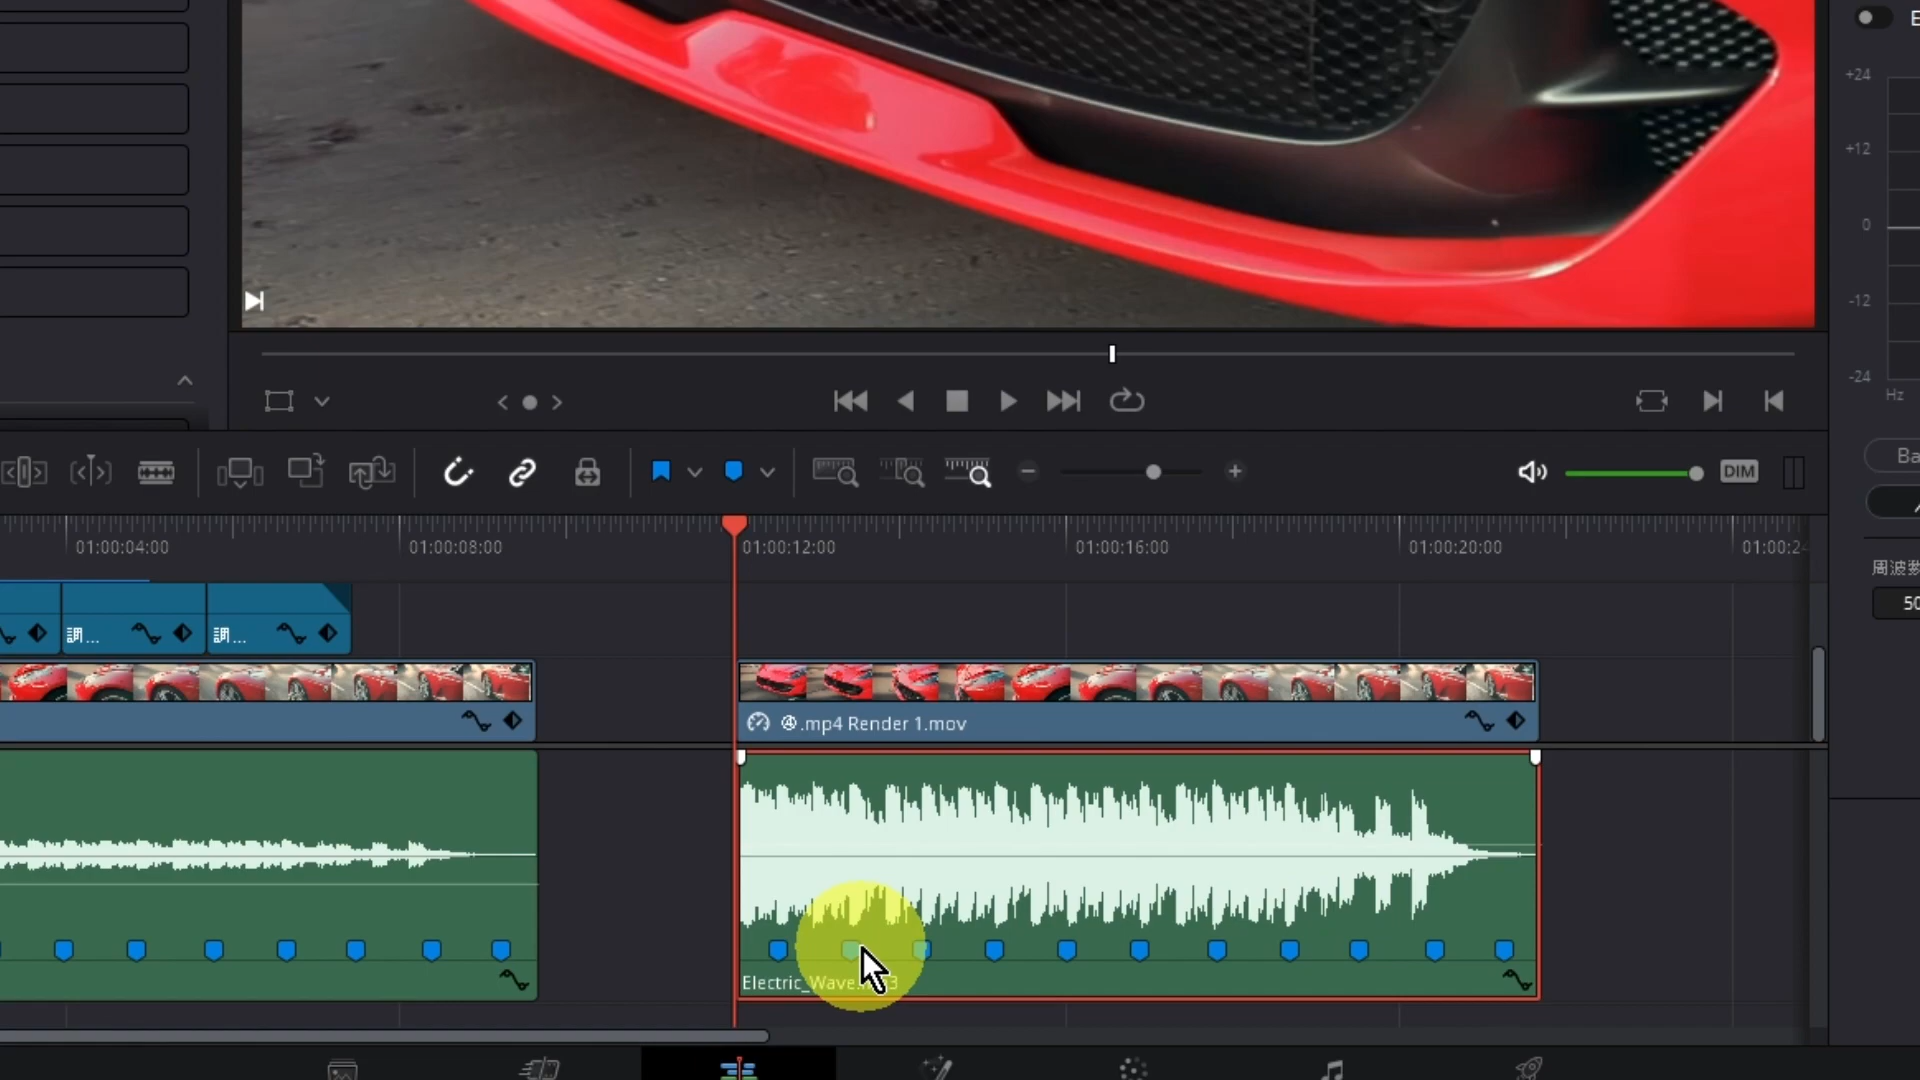 E
+24
+12
0
-12
-24
Hz
Ba
DIM
01:00:04:00
01:00:08:00
01:00:12:00
01:00:16:00
01:00:20:00
周波数
50
調...
調...
④.mp4 Render 1.mov
Electric_Wave.mp3